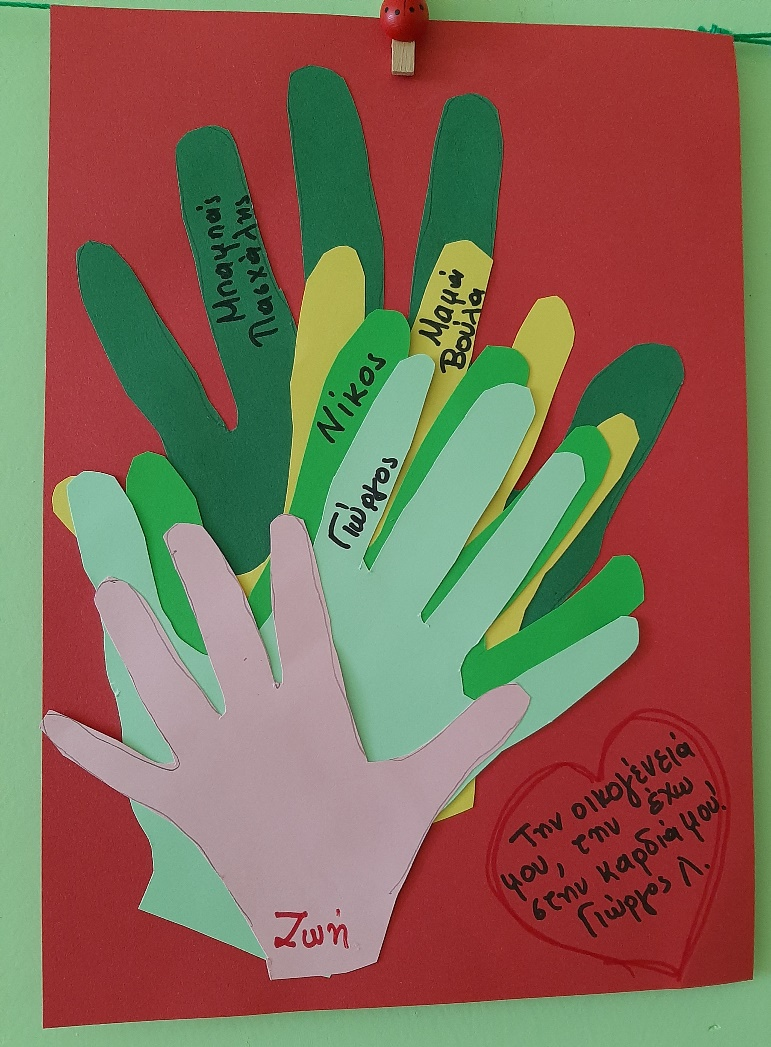 Μπαμπάς
Πασχάλης
Μαμά
Βούλα
Νίκος
Γιώργος
Ζωή
Την οικογένειά
μου, την έχω
στην καρδιά μου!
Γιώργος Λ.